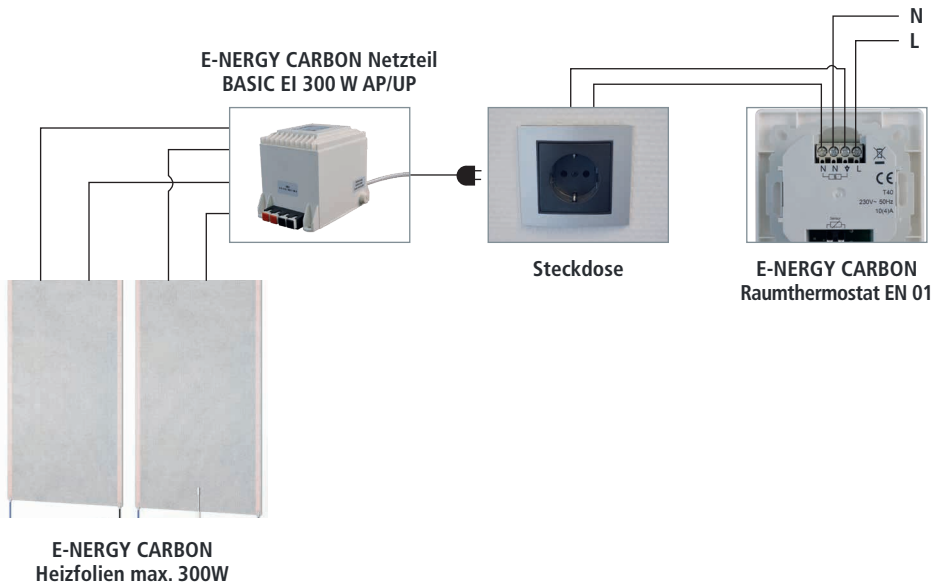 N
L
E-NERGY CARBON Netzteil
BASIC EI 300 W AP/UP
N N L
CE
T40
230V~ 50Hz
10(4)A
Steckdose
E-NERGY CARBON
Raumthermostat EN 01
E-NERGY CARBON
Heizfolien max. 300W